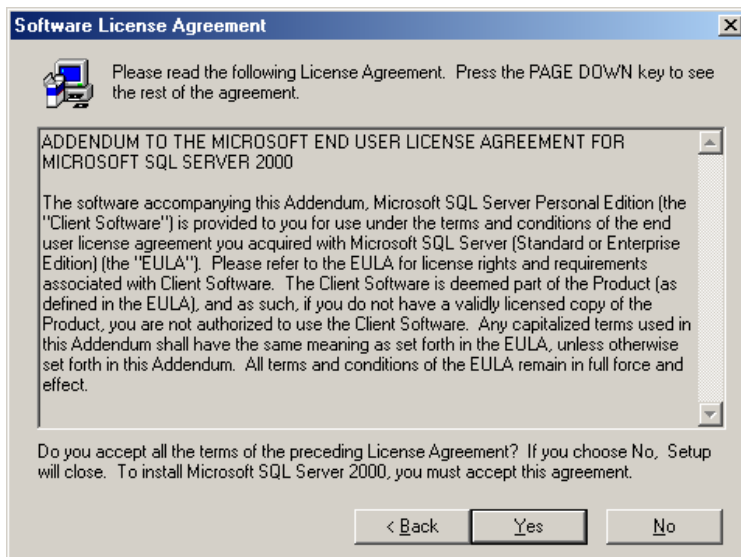 Software License Agreement
Please read the following License Agreement.  Press the PAGE DOWN key to see
the rest of the agreement.
ADDENDUM TO THE MICROSOFT END USER LICENSE AGREEMENT FOR
MICROSOFT SQL SERVER 2000
The software accompanying this Addendum, Microsoft SQL Server Personal Edition (the
"Client Software") is provided to you for use under the terms and conditions of the end
user license agreement you acquired with Microsoft SQL Server (Standard or Enterprise
Edition) (the "EULA").  Please refer to the EULA for license rights and requirements
associated with Client Software.  The Client Software is deemed part of the Product (as
defined in the EULA), and as such, if you do not have a validly licensed copy of the
Product, you are not authorized to use the Client Software.  Any capitalized terms used in
this Addendum shall have the same meaning as set forth in the EULA, unless otherwise
set forth in this Addendum.  All terms and conditions of the EULA remain in full force and
effect.
Do you accept all the terms of the preceding License Agreement?  If you choose No,  Setup
will close.  To install Microsoft SQL Server 2000, you must accept this agreement.
< Back Yes No